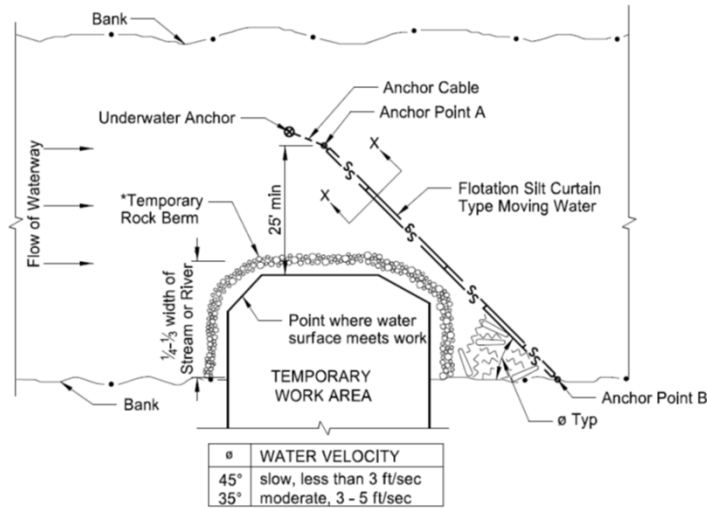 Bank
Anchor Cable
Underwater Anchor
Anchor Point A
X
X
Flow of Waterway
*Temporary
Rock Berm
25' min
Flotation Silt Curtain
Type Moving Water
SS
SS
SS
SS
SS
¼-⅓ width of
Stream or River
Point where water
surface meets work
TEMPORARY
WORK AREA
Bank
Anchor Point B
ø Typ
ø WATER VELOCITY
45° slow, less than 3 ft/sec
35° moderate, 3 - 5 ft/sec